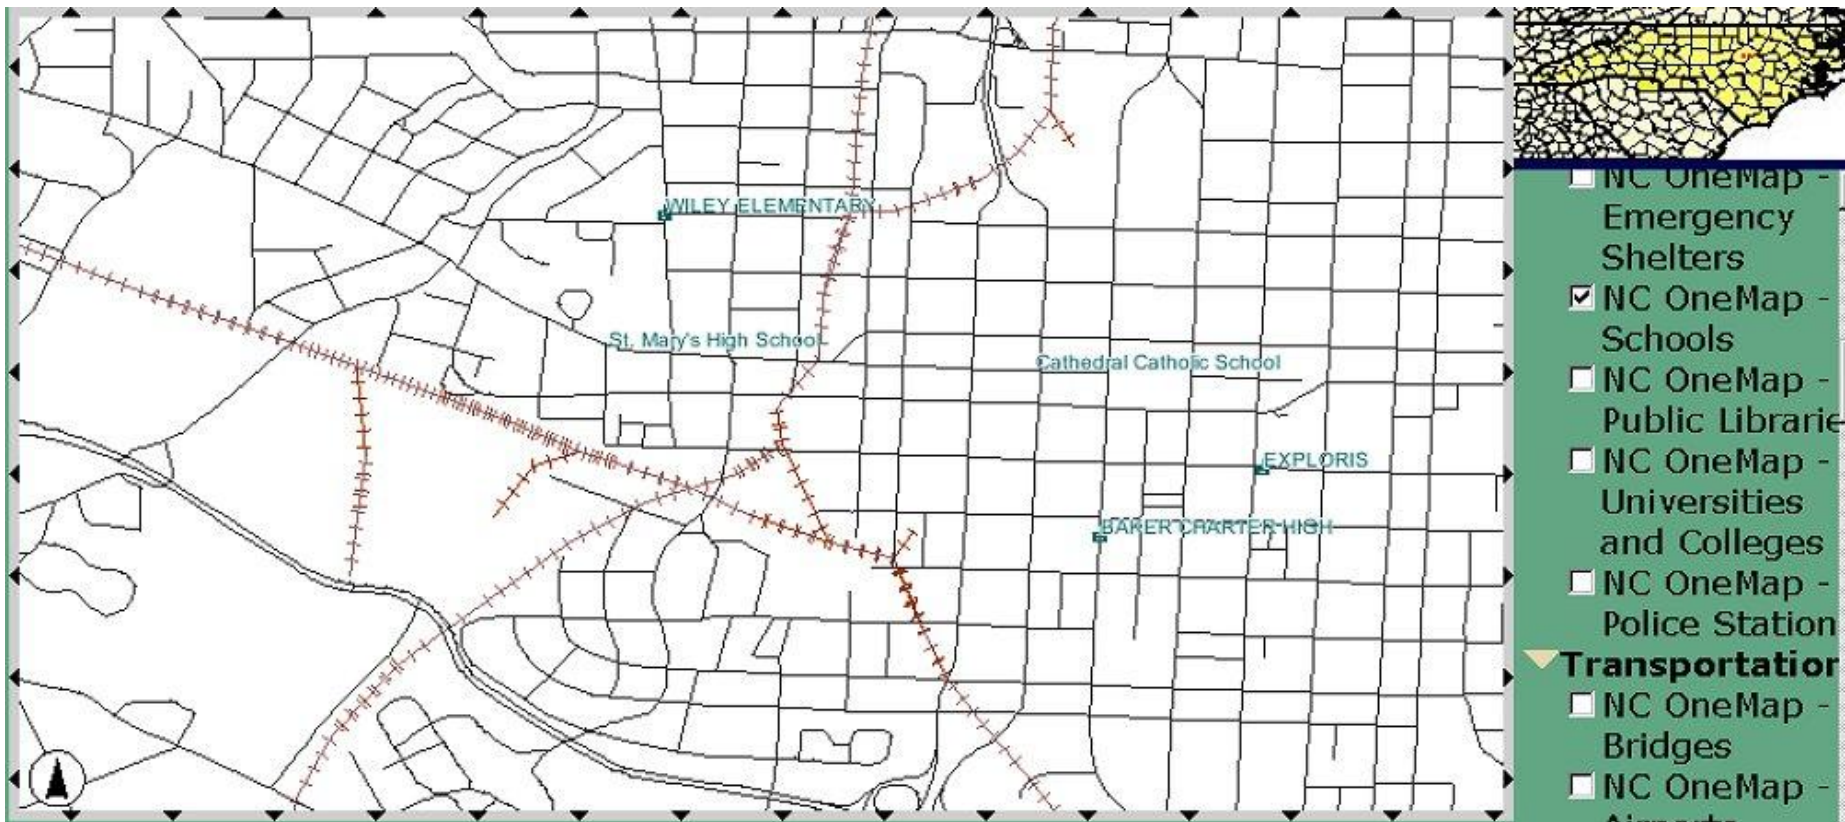 WILEY ELEMENTARY
St. Mary's High School
Cathedral Catholic School
EXPLORIS
BAKER CHARTER HIGH
NC OneMap -
Emergency
Shelters
NC OneMap -
Schools
NC OneMap -
Public Librarie
NC OneMap -
Universities
and Colleges
NC OneMap -
Police Station
Transportation
NC OneMap -
Bridges
NC OneMap -
Airports